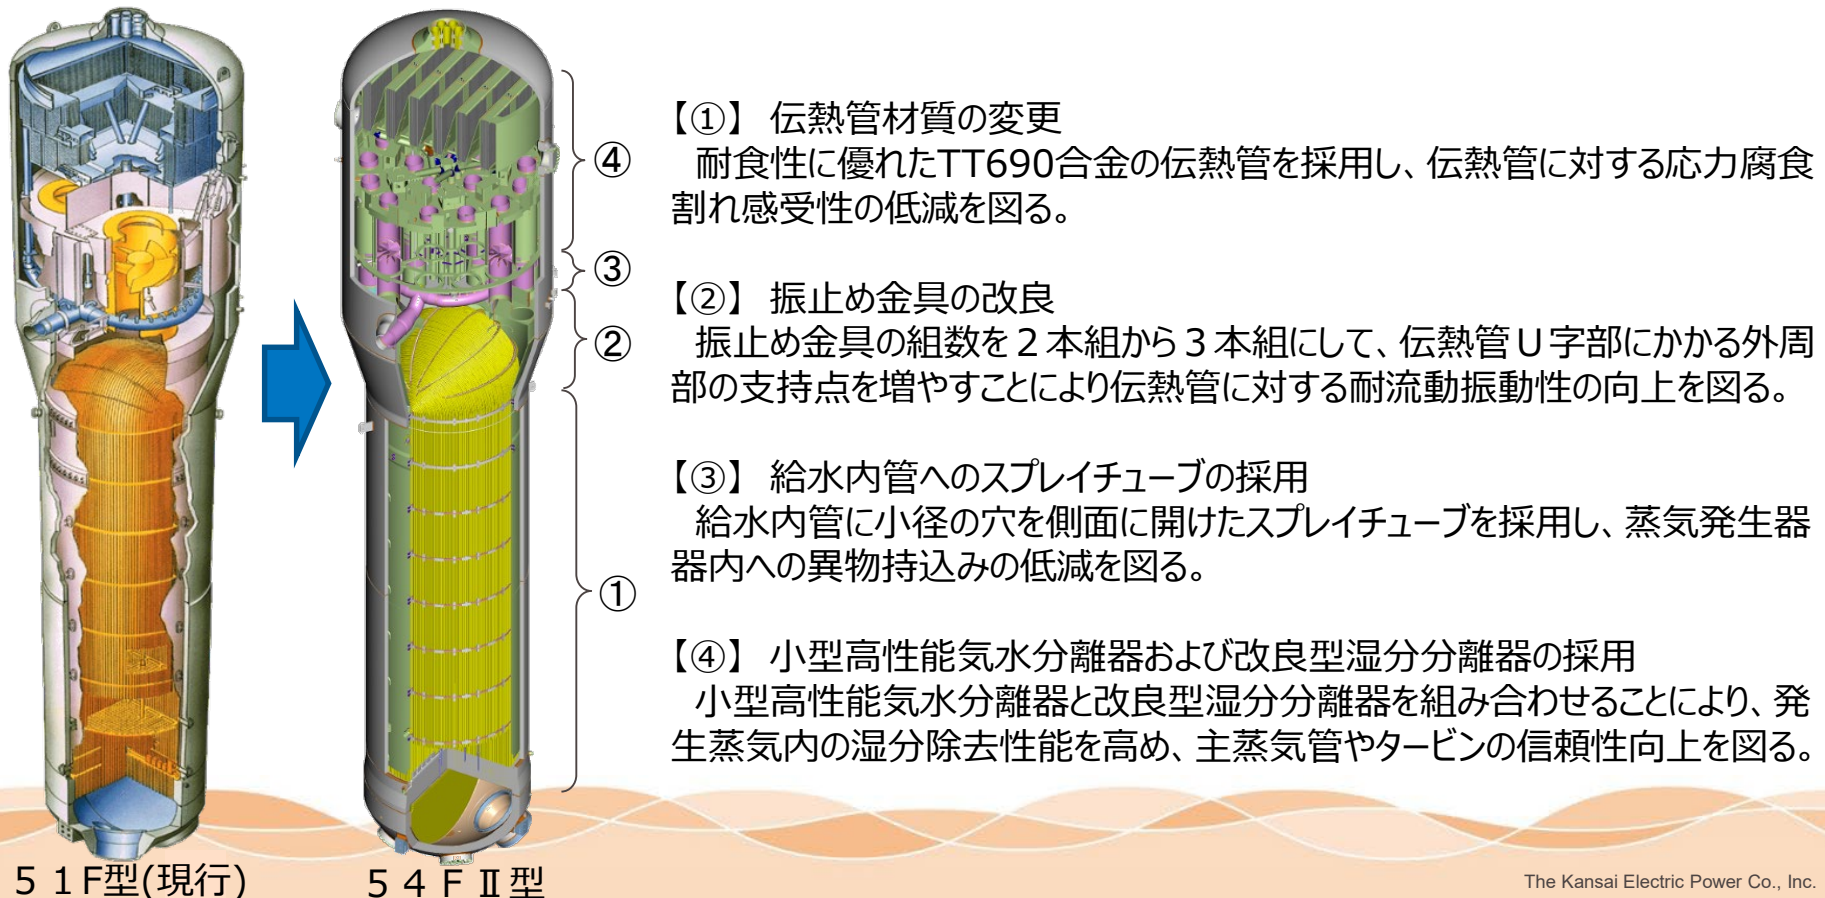 【①】 伝熱管材質の変更
耐食性に優れたTT690合金の伝熱管を採用し、伝熱管に対する応力腐食
割れ感受性の低減を図る。
【②】 振止め金具の改良
振止め金具の組数を２本組から３本組にして、伝熱管Ｕ字部にかかる外周
部の支持点を増やすことにより伝熱管に対する耐流動振動性の向上を図る。
【③】 給水内管へのスプレイチューブの採用
給水内管に小径の穴を側面に開けたスプレイチューブを採用し、蒸気発生器
器内への異物持込みの低減を図る。
【④】 小型高性能気水分離器および改良型湿分分離器の採用
小型高性能気水分離器と改良型湿分分離器を組み合わせることにより、発
生蒸気内の湿分除去性能を高め、主蒸気管やタービンの信頼性向上を図る。
④
③
②
①
５１F型(現行)
５４ＦⅡ型
The Kansai Electric Power Co., Inc.